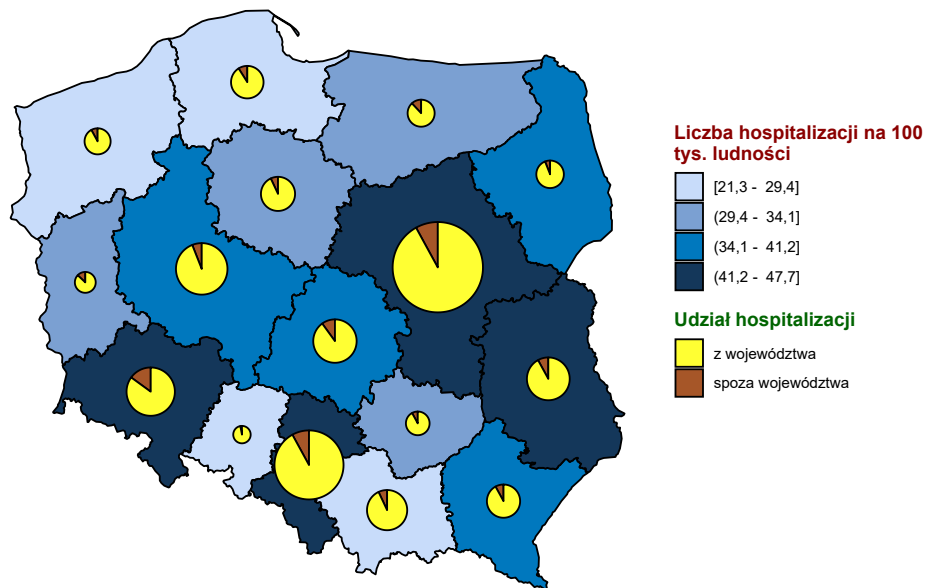 Liczba hospitalizacji na 100
tys. ludności
[21,3 - 29,4]
(29,4 - 34,1]
(34,1 - 41,2]
(41,2 - 47,7]
Udział hospitalizacji
z województwa
spoza województwa